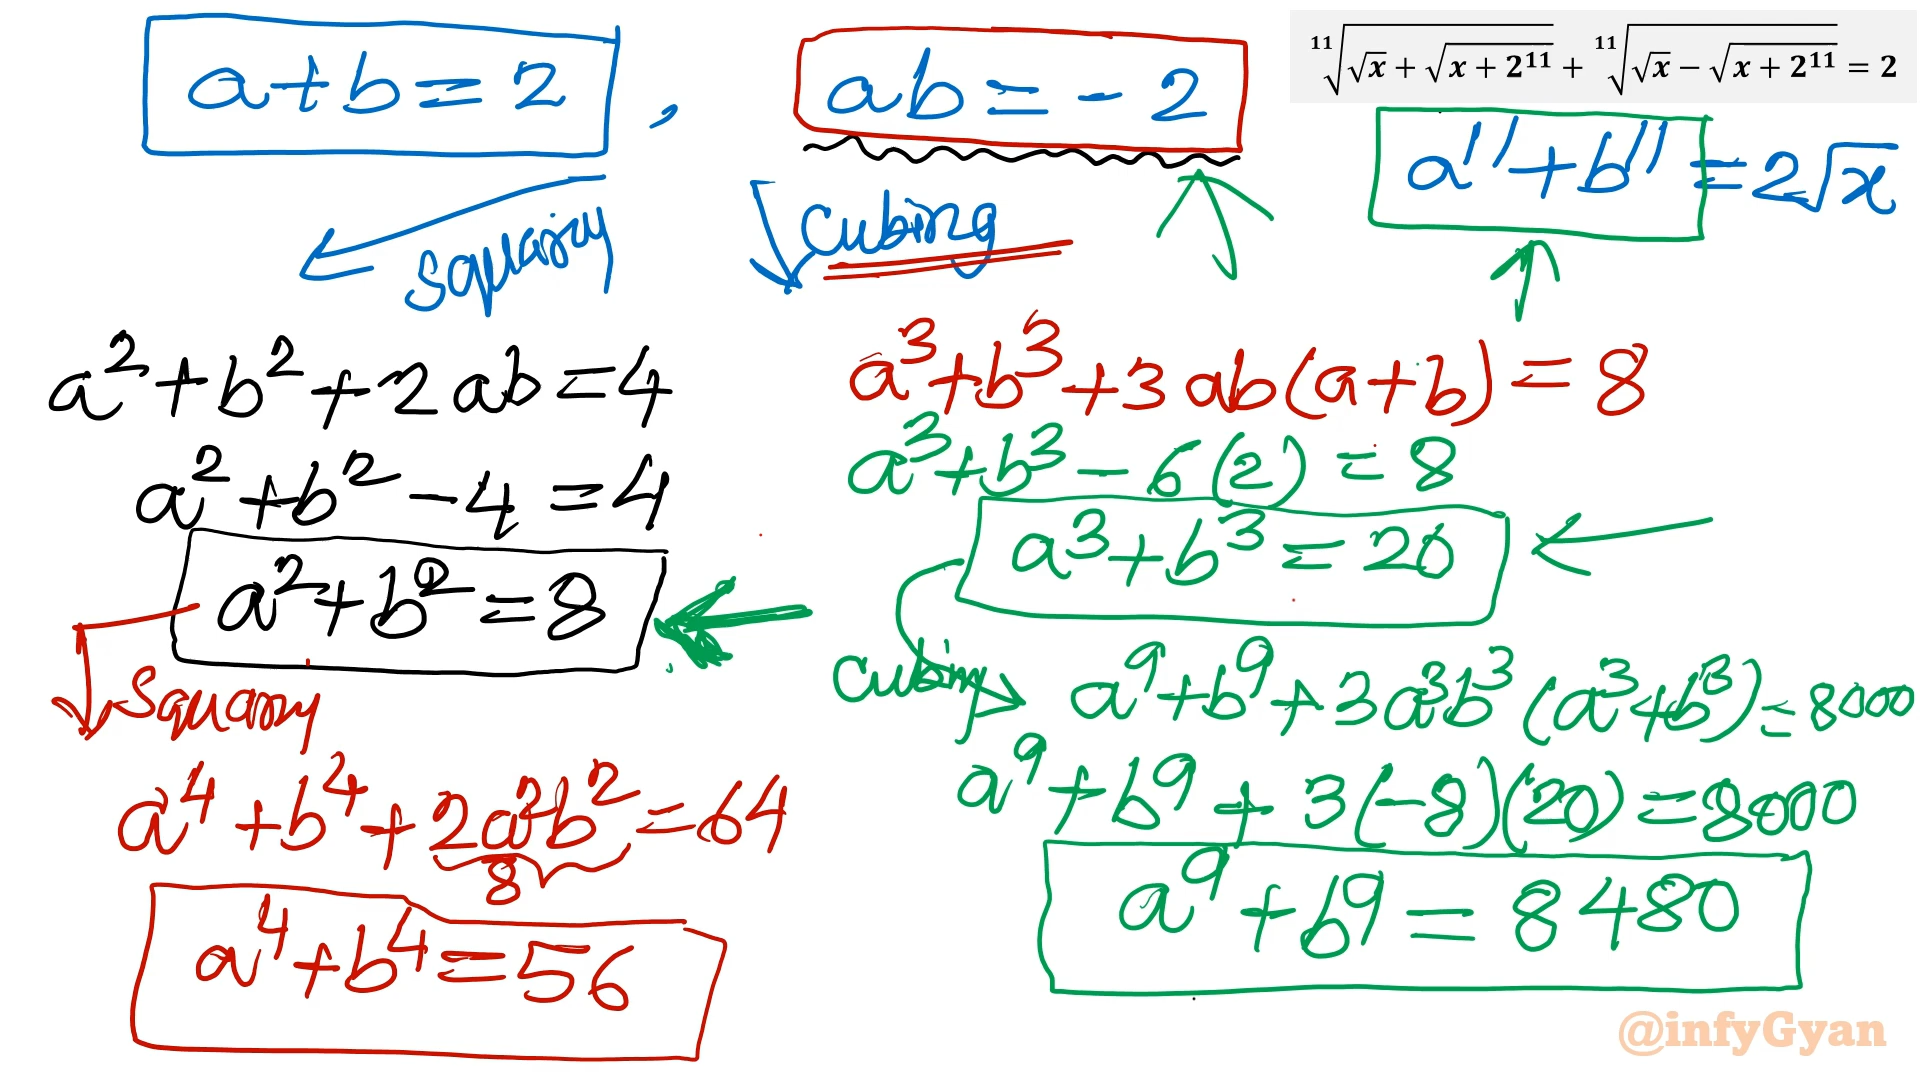 a+b=2 , ab=-2
¹¹√(√x + √(x + 2¹¹)) + ¹¹√(√x − √(x + 2¹¹)) = 2
a¹¹+b¹¹=2√x
Squaring
Cubing
a²+b²+2ab=4
a²+b²-4=4
a²+b²=8
Squaring
a⁴+b⁴+2a²b²=64
8
a⁴+b⁴=56
a³+b³+3ab(a+b)=8
a³+b³-6(2)=8
a³+b³=20
Cubing
a⁹+b⁹+3a³b³(a³+b³)=8000
a⁹+b⁹+3(-8)(20)=8000
a⁹+b⁹=8480
@infyGyan